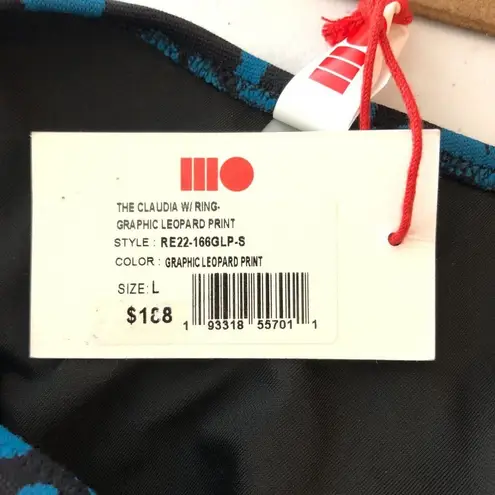 THE CLAUDIA W/ RING-
GRAPHIC LEOPARD PRINT
STYLE : RE22-166GLP-S
COLOR : GRAPHIC LEOPARD PRINT
SIZE: L
$188
1 93318 55701 1